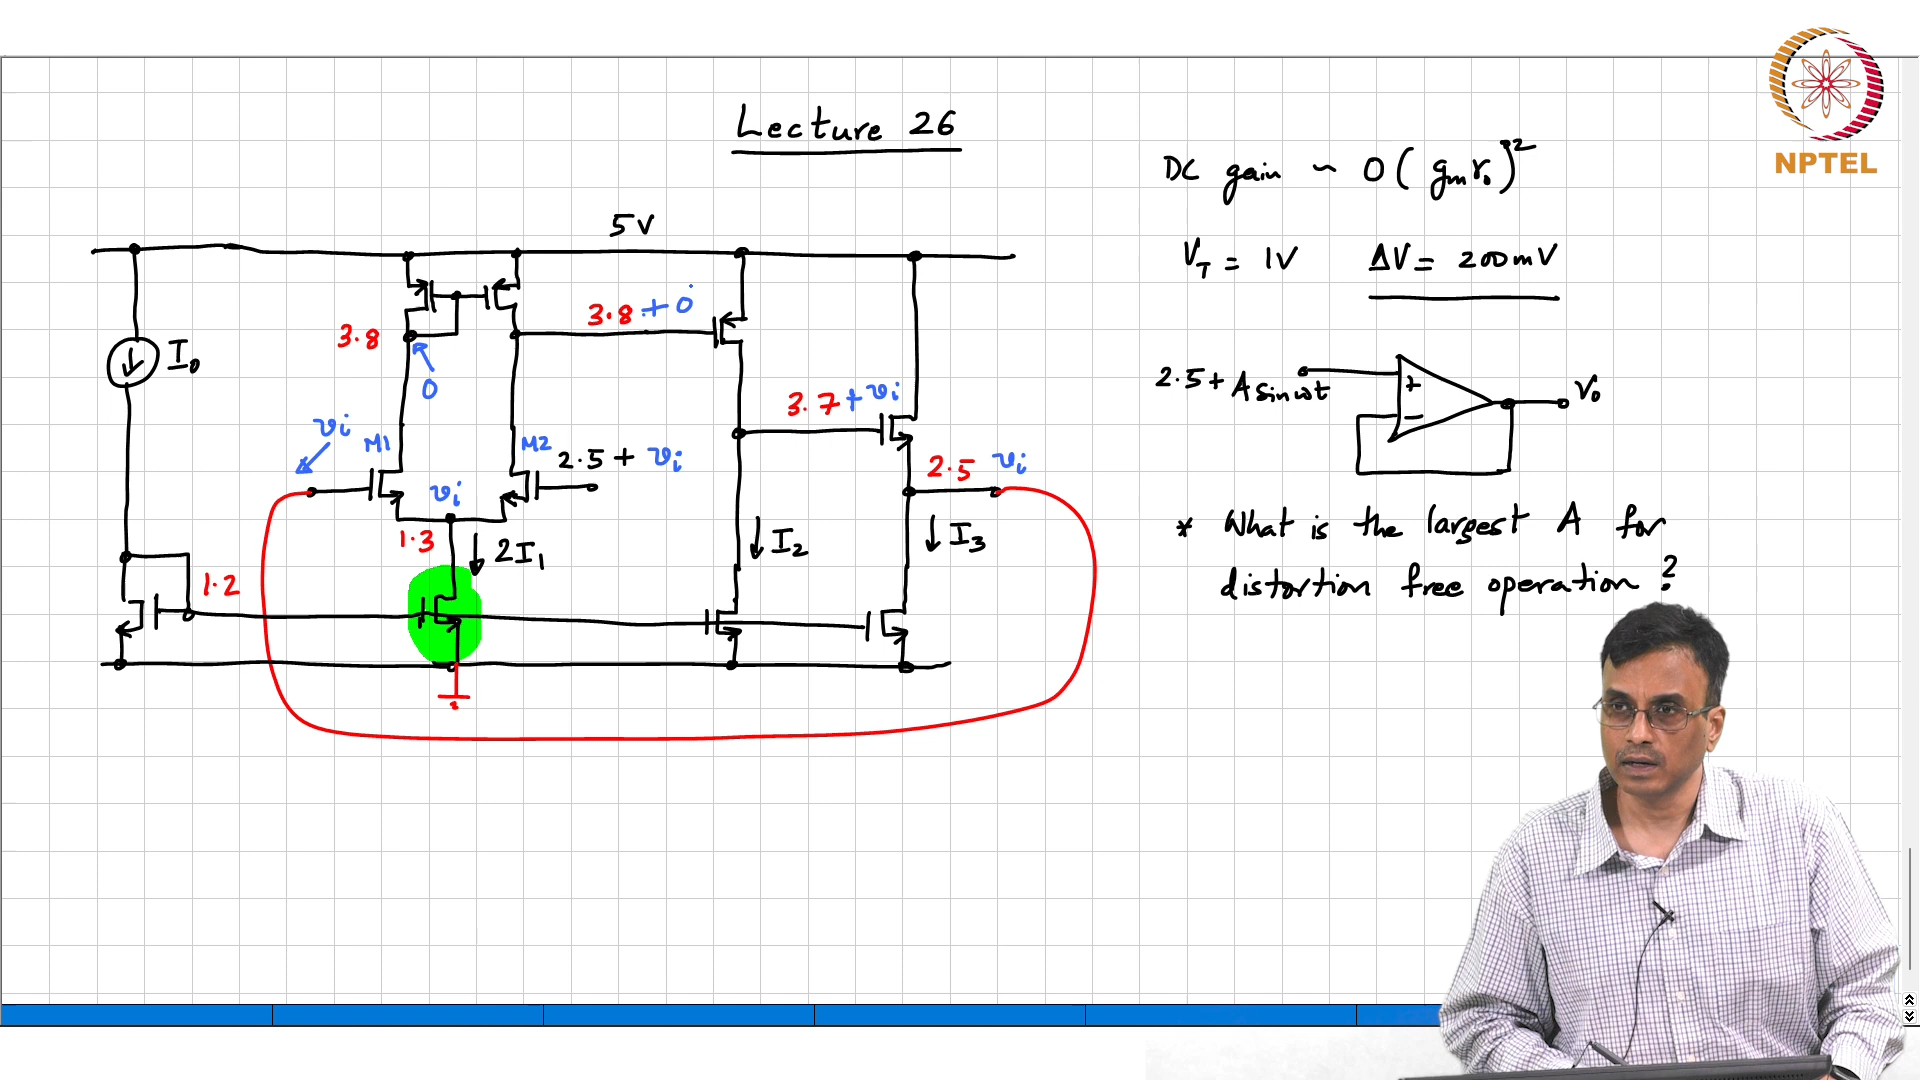 Lecture 26
NPTEL
DC gain ~ O(gmro)²
5V
VT = 1V ΔV = 200mV
3.8 + 0
3.8
I0
0
2.5 + A sinωt
+
−
Vo
3.7 + vi
vi
M1
M2
2.5 + vi
2.5 vi
vi
1.3
2I1
I2
I3
* What is the largest A for
distortion free operation?
1.2